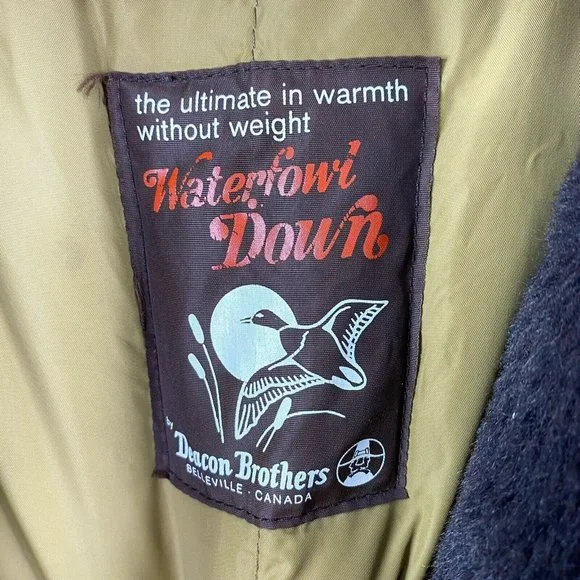 the ultimate in warmth
without weight
Waterfowl
Down
by
Deacon Brothers
BELLEVILLE · CANADA